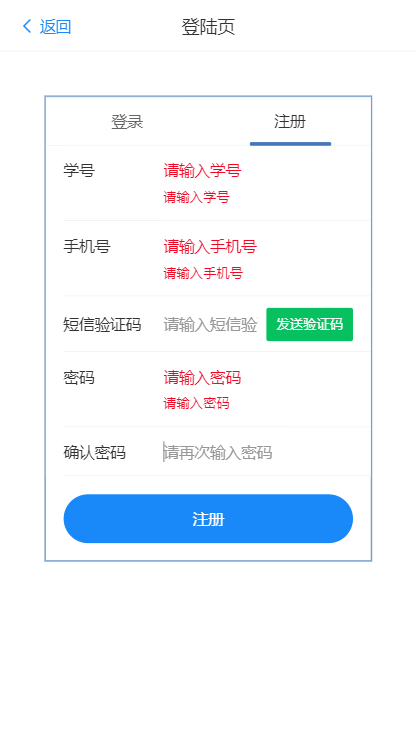 返回
登陆页
登录
注册
学号
请输入学号
请输入学号
手机号
请输入手机号
请输入手机号
短信验证码
请输入短信验
发送验证码
密码
请输入密码
请输入密码
确认密码
请再次输入密码
注册